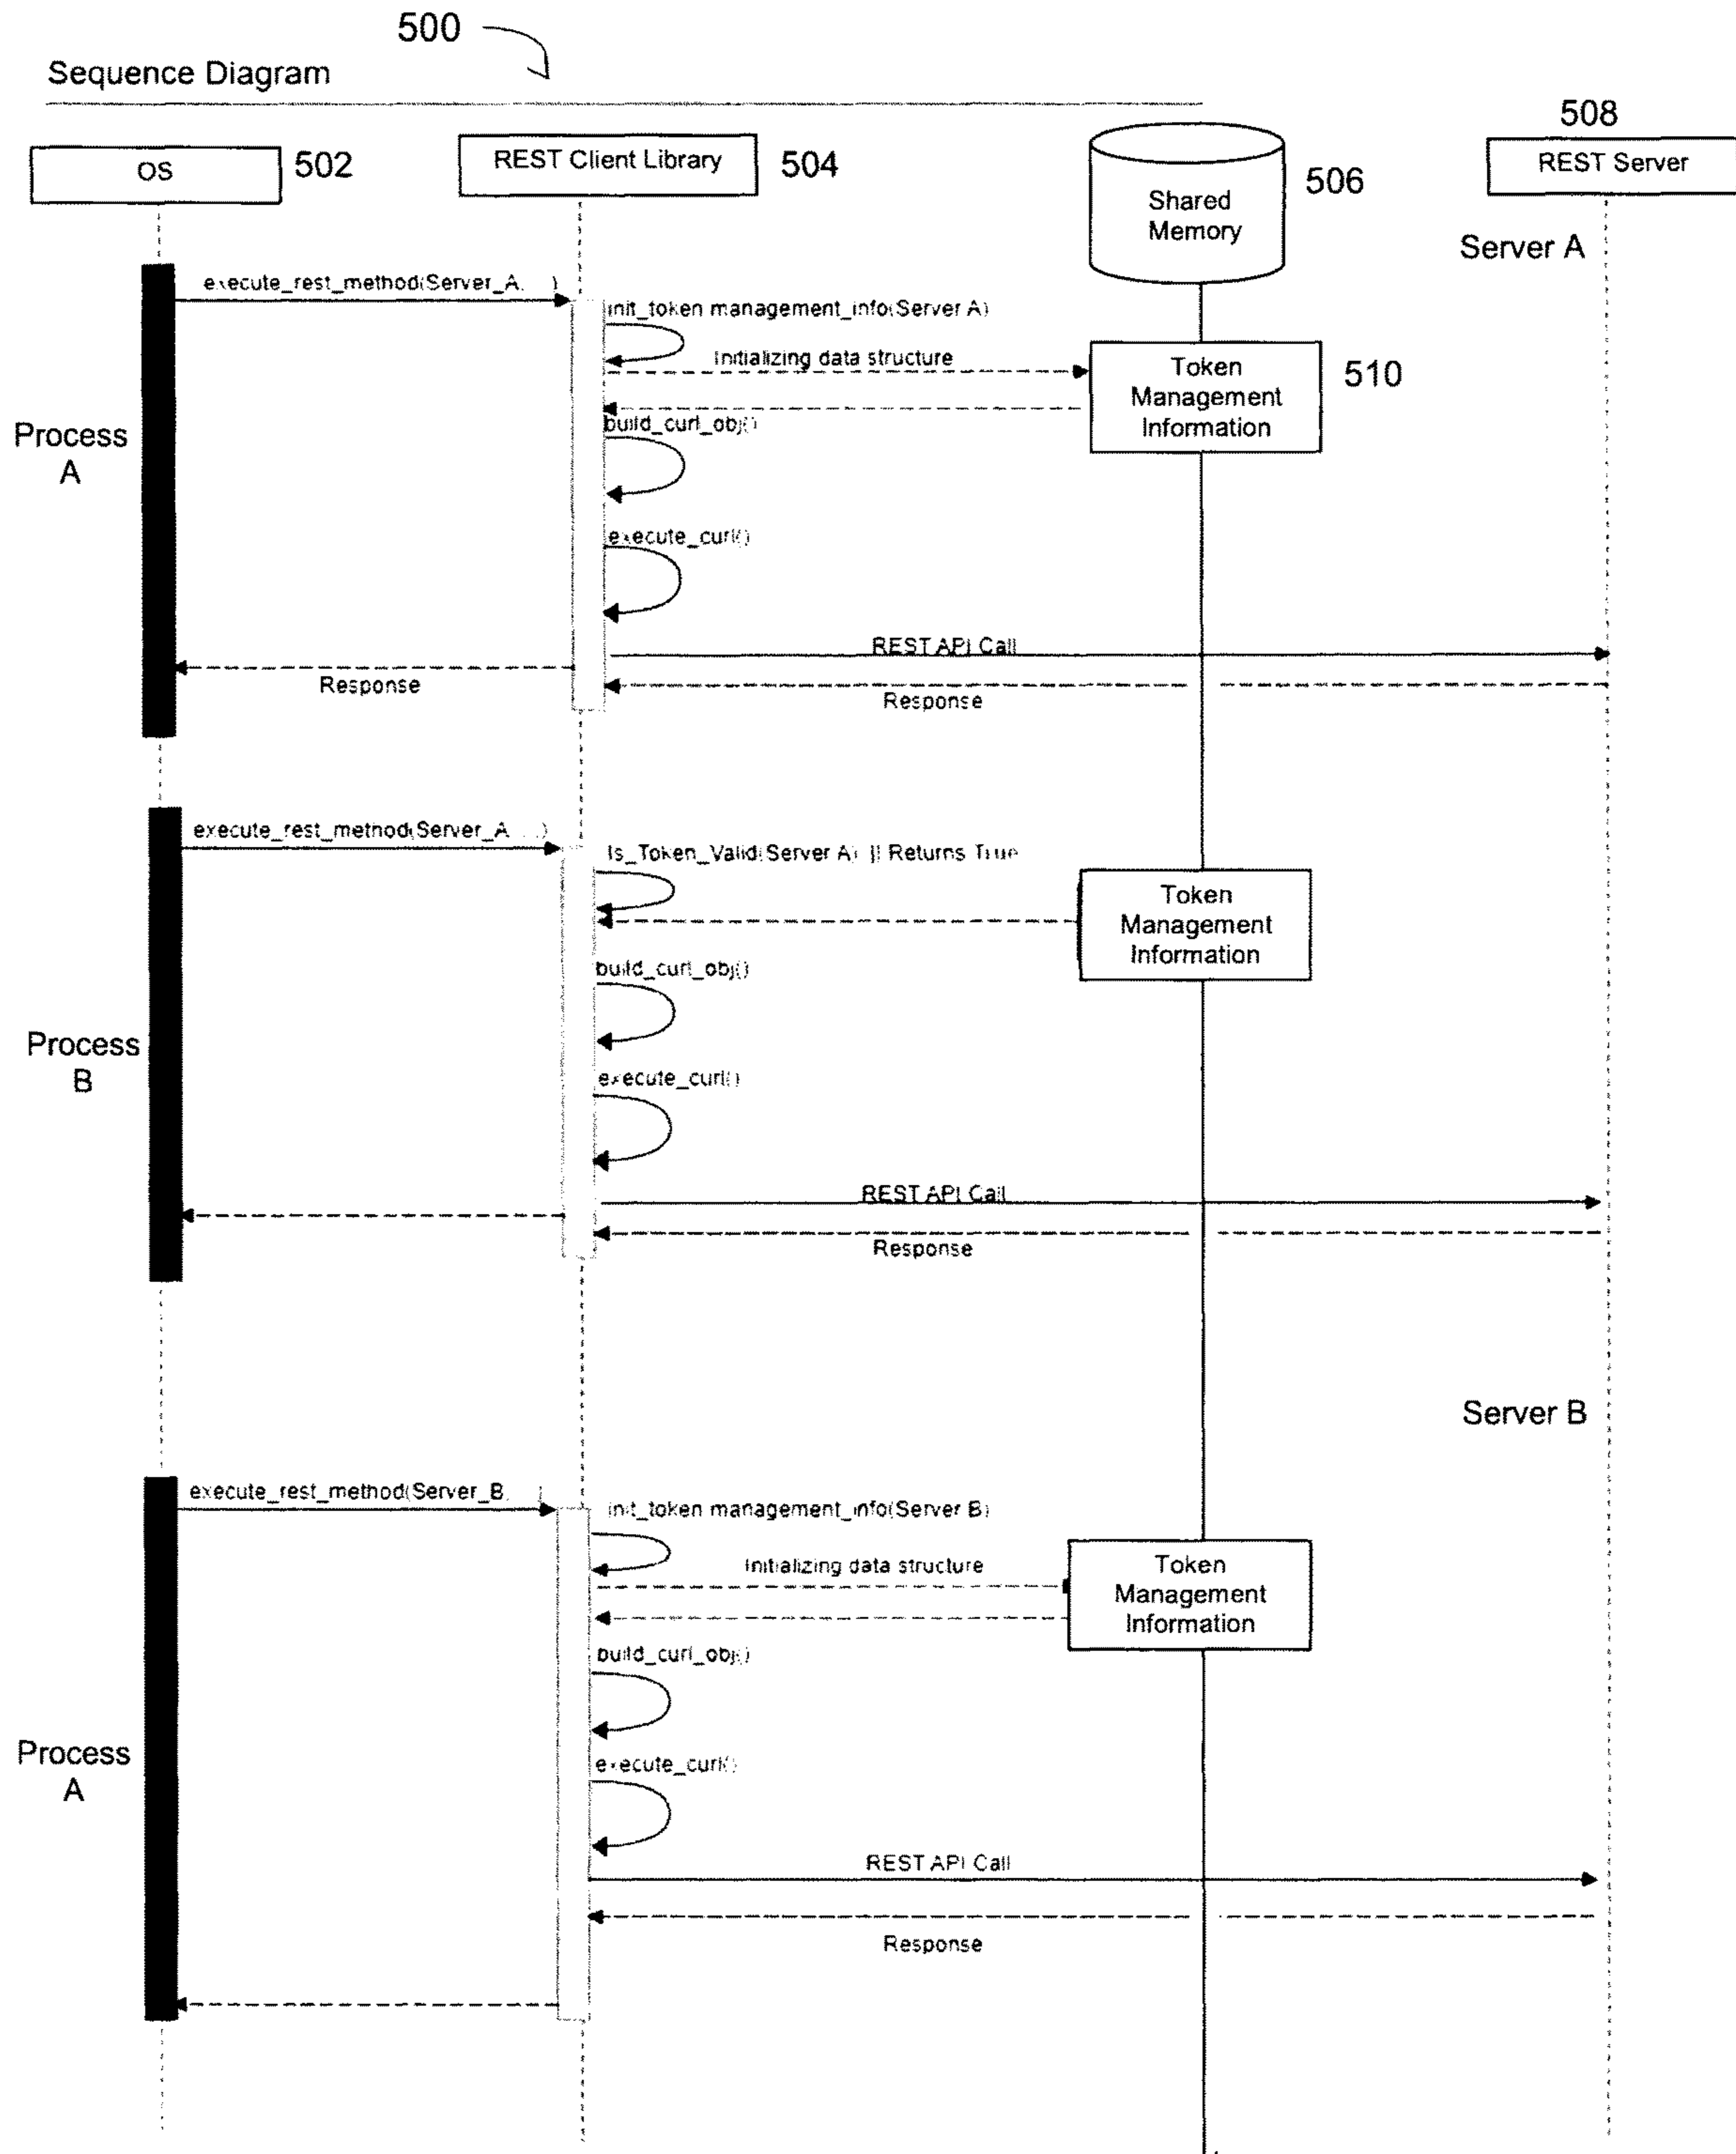 500
Sequence Diagram
508
OS
502
REST Client Library
504
Shared
Memory
506
REST Server
Server A
execute_rest_method(Server_A, )
init_token management_info(Server A)
Initializing data structure
Token
Management
Information
510
build_curl_obj()
Process
A
execute_curl()
REST API Call
Response
Response
execute_rest_method(Server_A ...)
Is_Token_Valid(Server A) || Returns True
Token
Management
Information
build_curl_obj()
Process
B
execute_curl()
REST API Call
Response
Server B
execute_rest_method(Server_B, )
init_token management_info(Server B)
Initializing data structure
Token
Management
Information
build_curl_obj()
Process
A
execute_curl()
REST API Call
Response